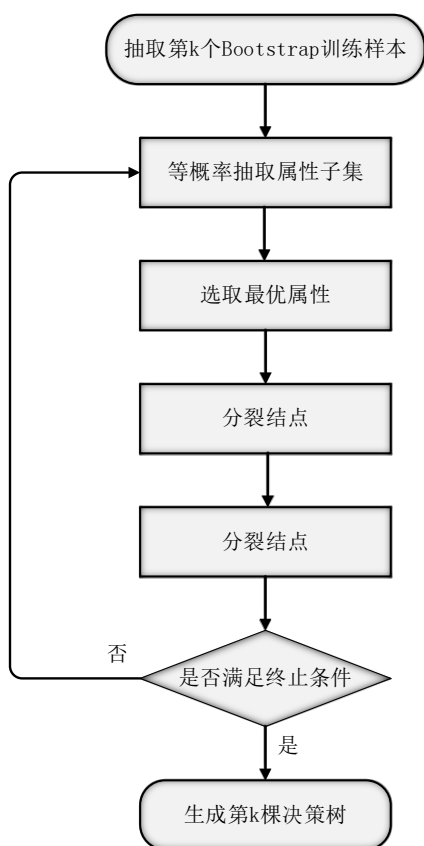 抽取第k个Bootstrap训练样本
等概率抽取属性子集
选取最优属性
分裂结点
分裂结点
否
是否满足终止条件
是
生成第k棵决策树